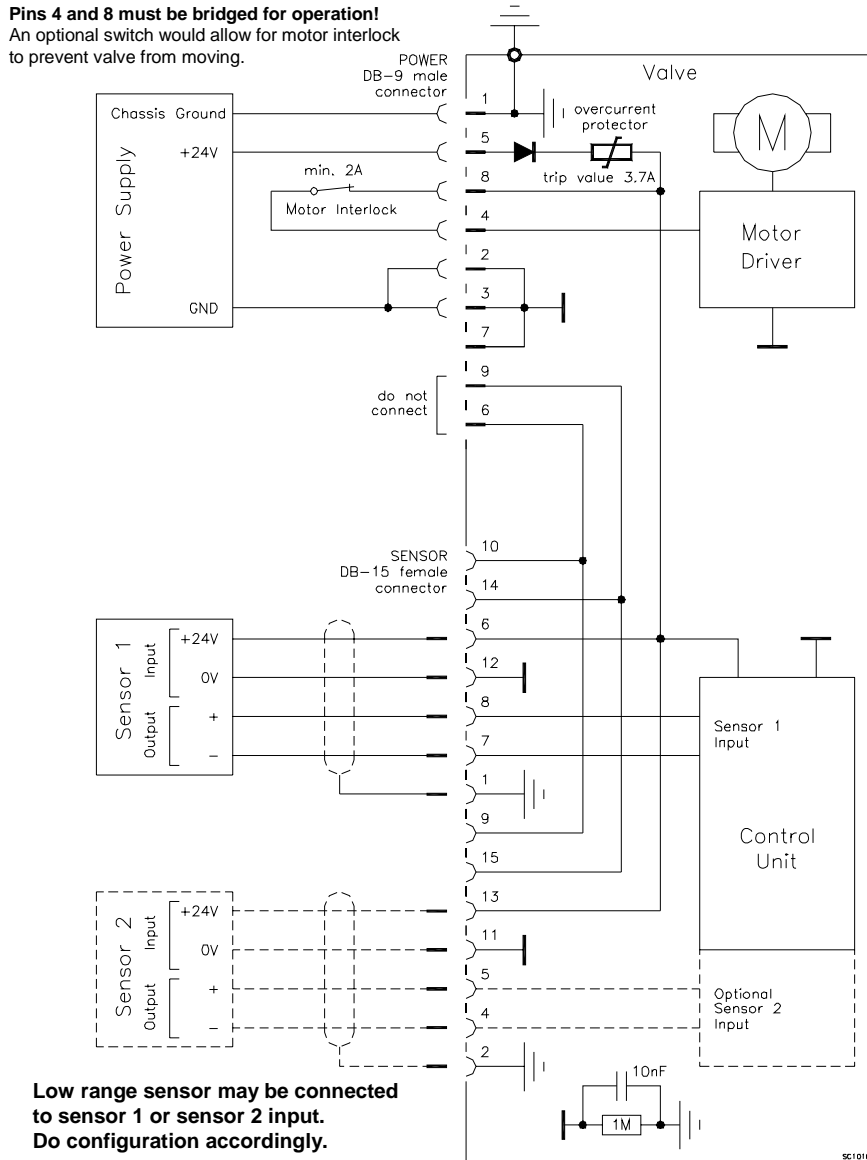 Pins 4 and 8 must be bridged for operation!
An optional switch would allow for motor interlock
to prevent valve from moving.
POWER
DB-9 male
connector
Valve
Power Supply
Chassis Ground
+24V
GND
min. 2A
Motor Interlock
1
5
8
4
2
3
7
9
6
overcurrent
protector
trip value 3.7A
M
Motor
Driver
do not
connect
SENSOR
DB-15 female
connector
10
14
6
12
8
7
1
9
15
13
11
5
4
2
Sensor 1
Input
Output
+24V
0V
+
-
Sensor 1
Input
Control
Unit
Sensor 2
Input
Output
+24V
0V
+
-
Optional
Sensor 2
Input
10nF
1M
Low range sensor may be connected
to sensor 1 or sensor 2 input.
Do configuration accordingly.